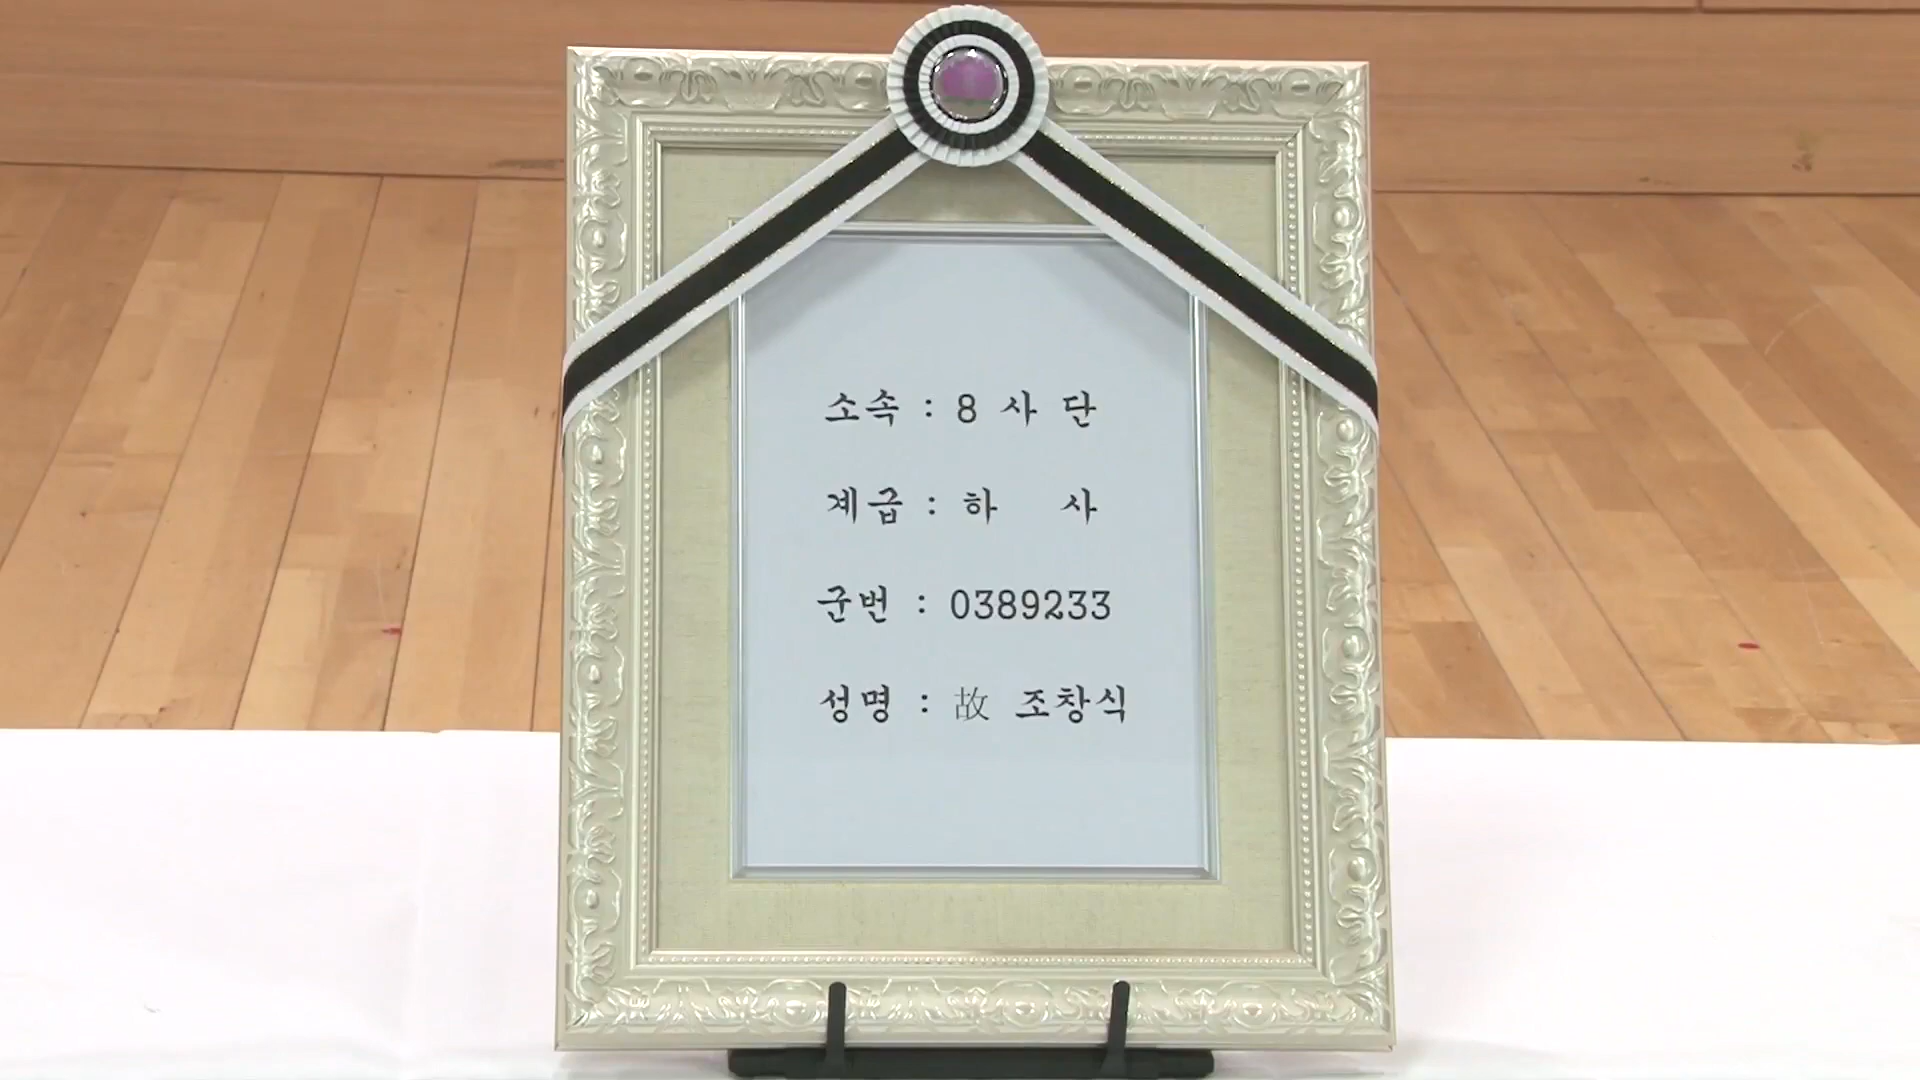 소속 : 8 사 단
계급 : 하 사
군번 : 0389233
성명 : 故 조창식